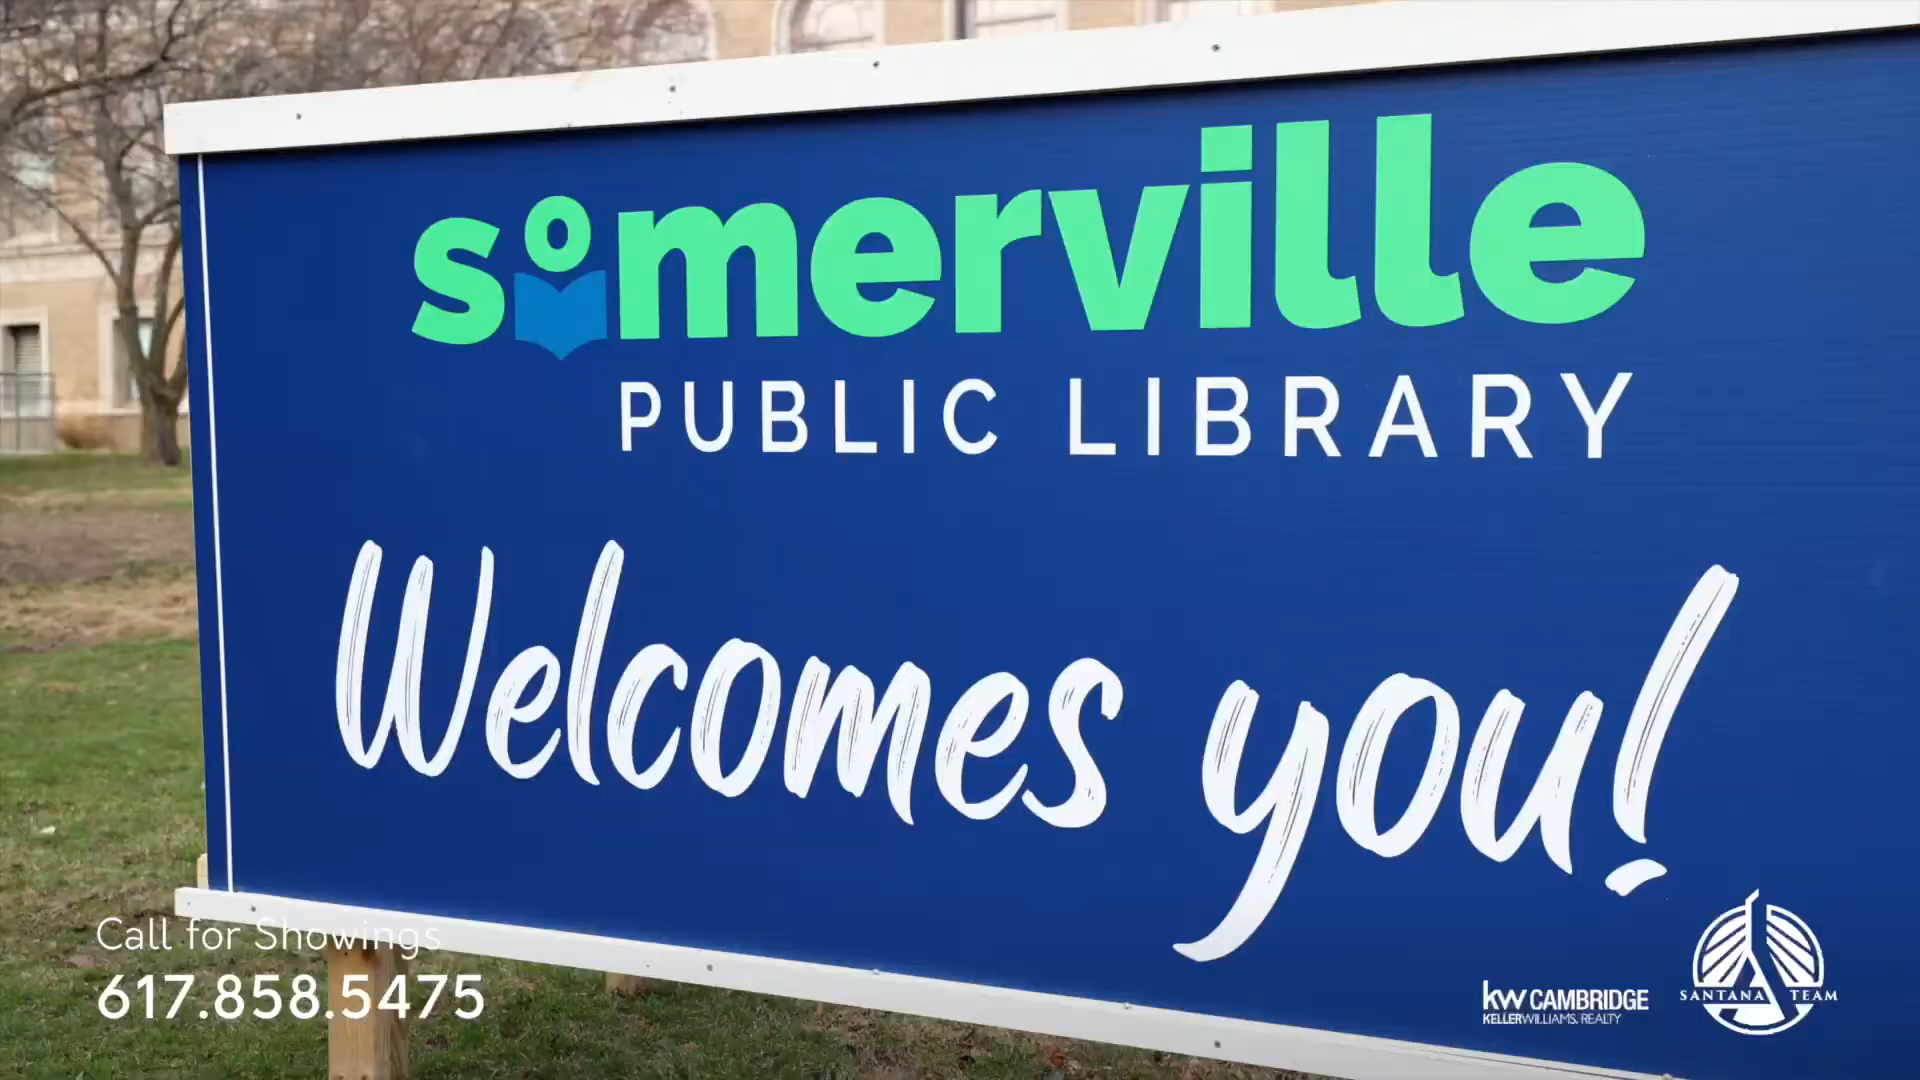 somerville
PUBLIC LIBRARY
Welcomes you!
Call for Showings
617.858.5475
kw CAMBRIDGE
KELLERWILLIAMS. REALTY
SANTANA TEAM